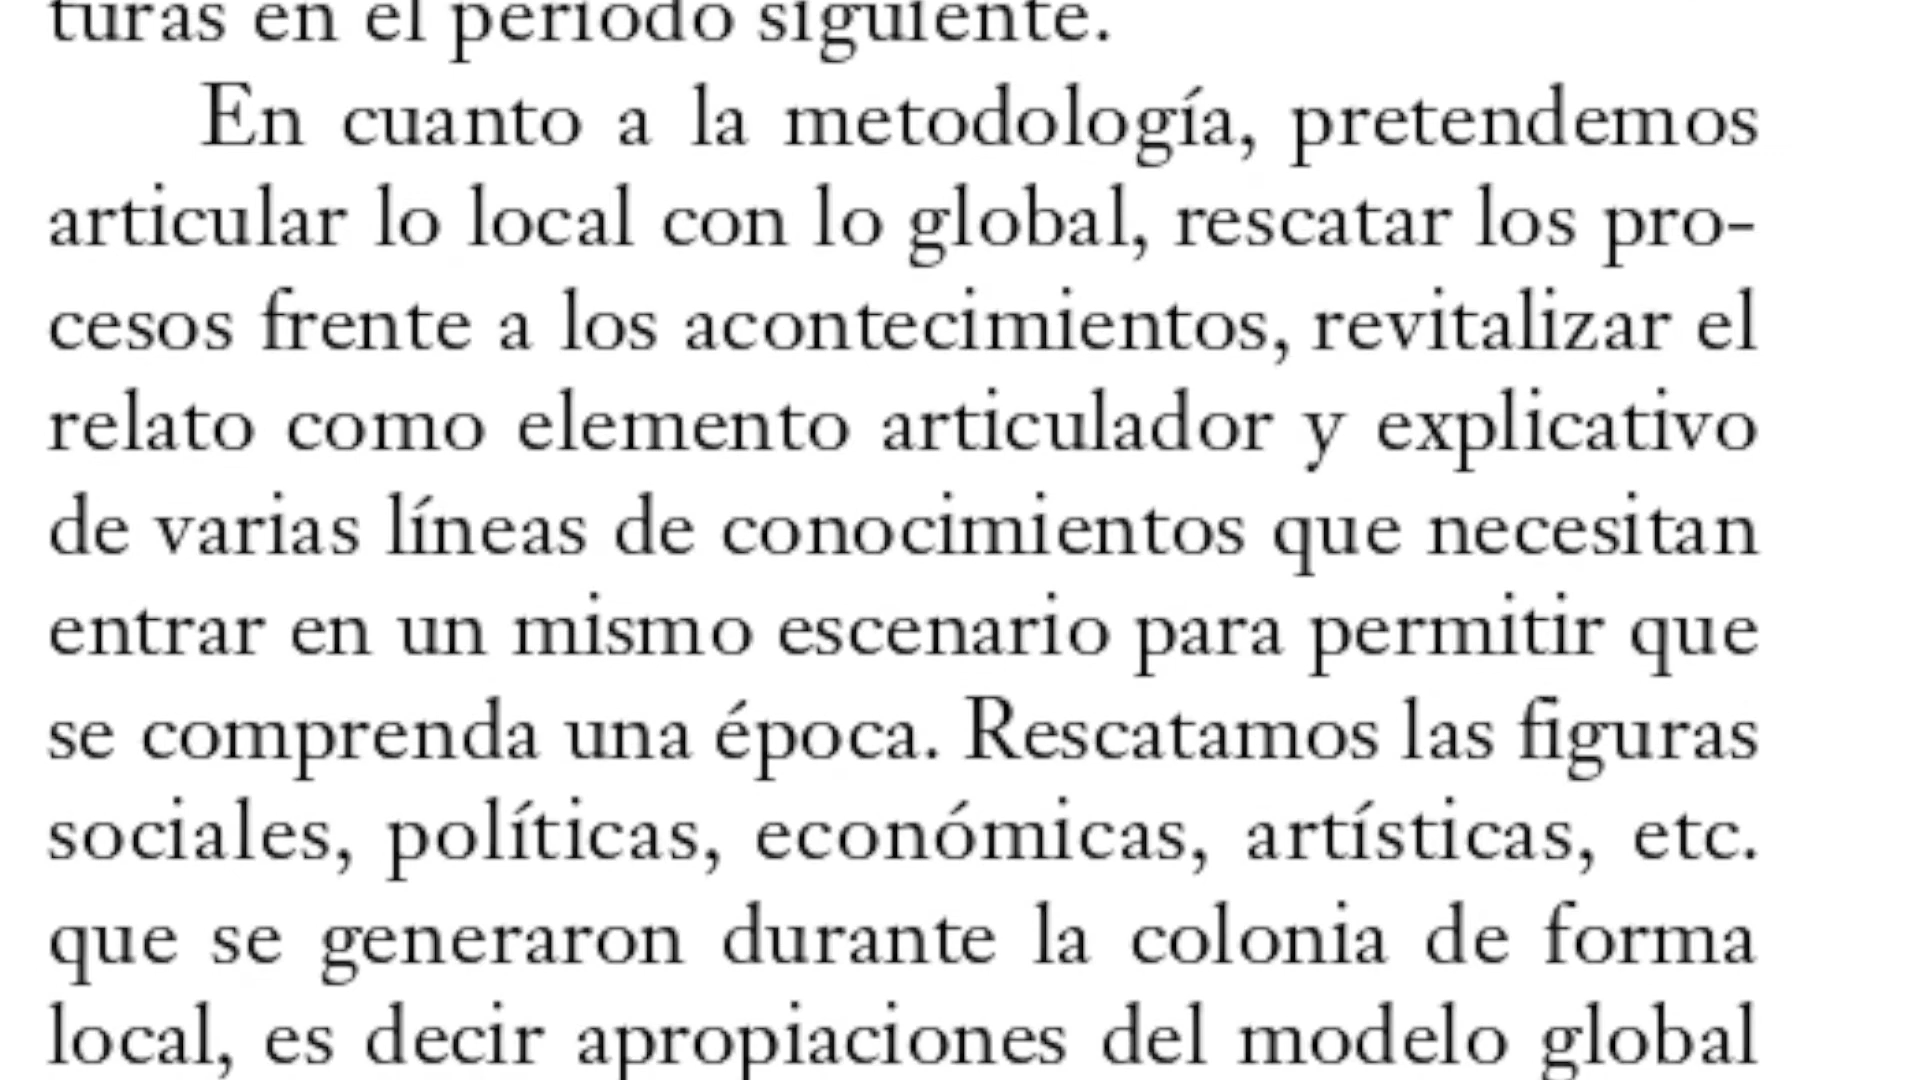 turas en el periodo siguiente.
En cuanto a la metodología, pretendemos
articular lo local con lo global, rescatar los pro-
cesos frente a los acontecimientos, revitalizar el
relato como elemento articulador y explicativo
de varias líneas de conocimientos que necesitan
entrar en un mismo escenario para permitir que
se comprenda una época. Rescatamos las figuras
sociales, políticas, económicas, artísticas, etc.
que se generaron durante la colonia de forma
local, es decir apropiaciones del modelo global